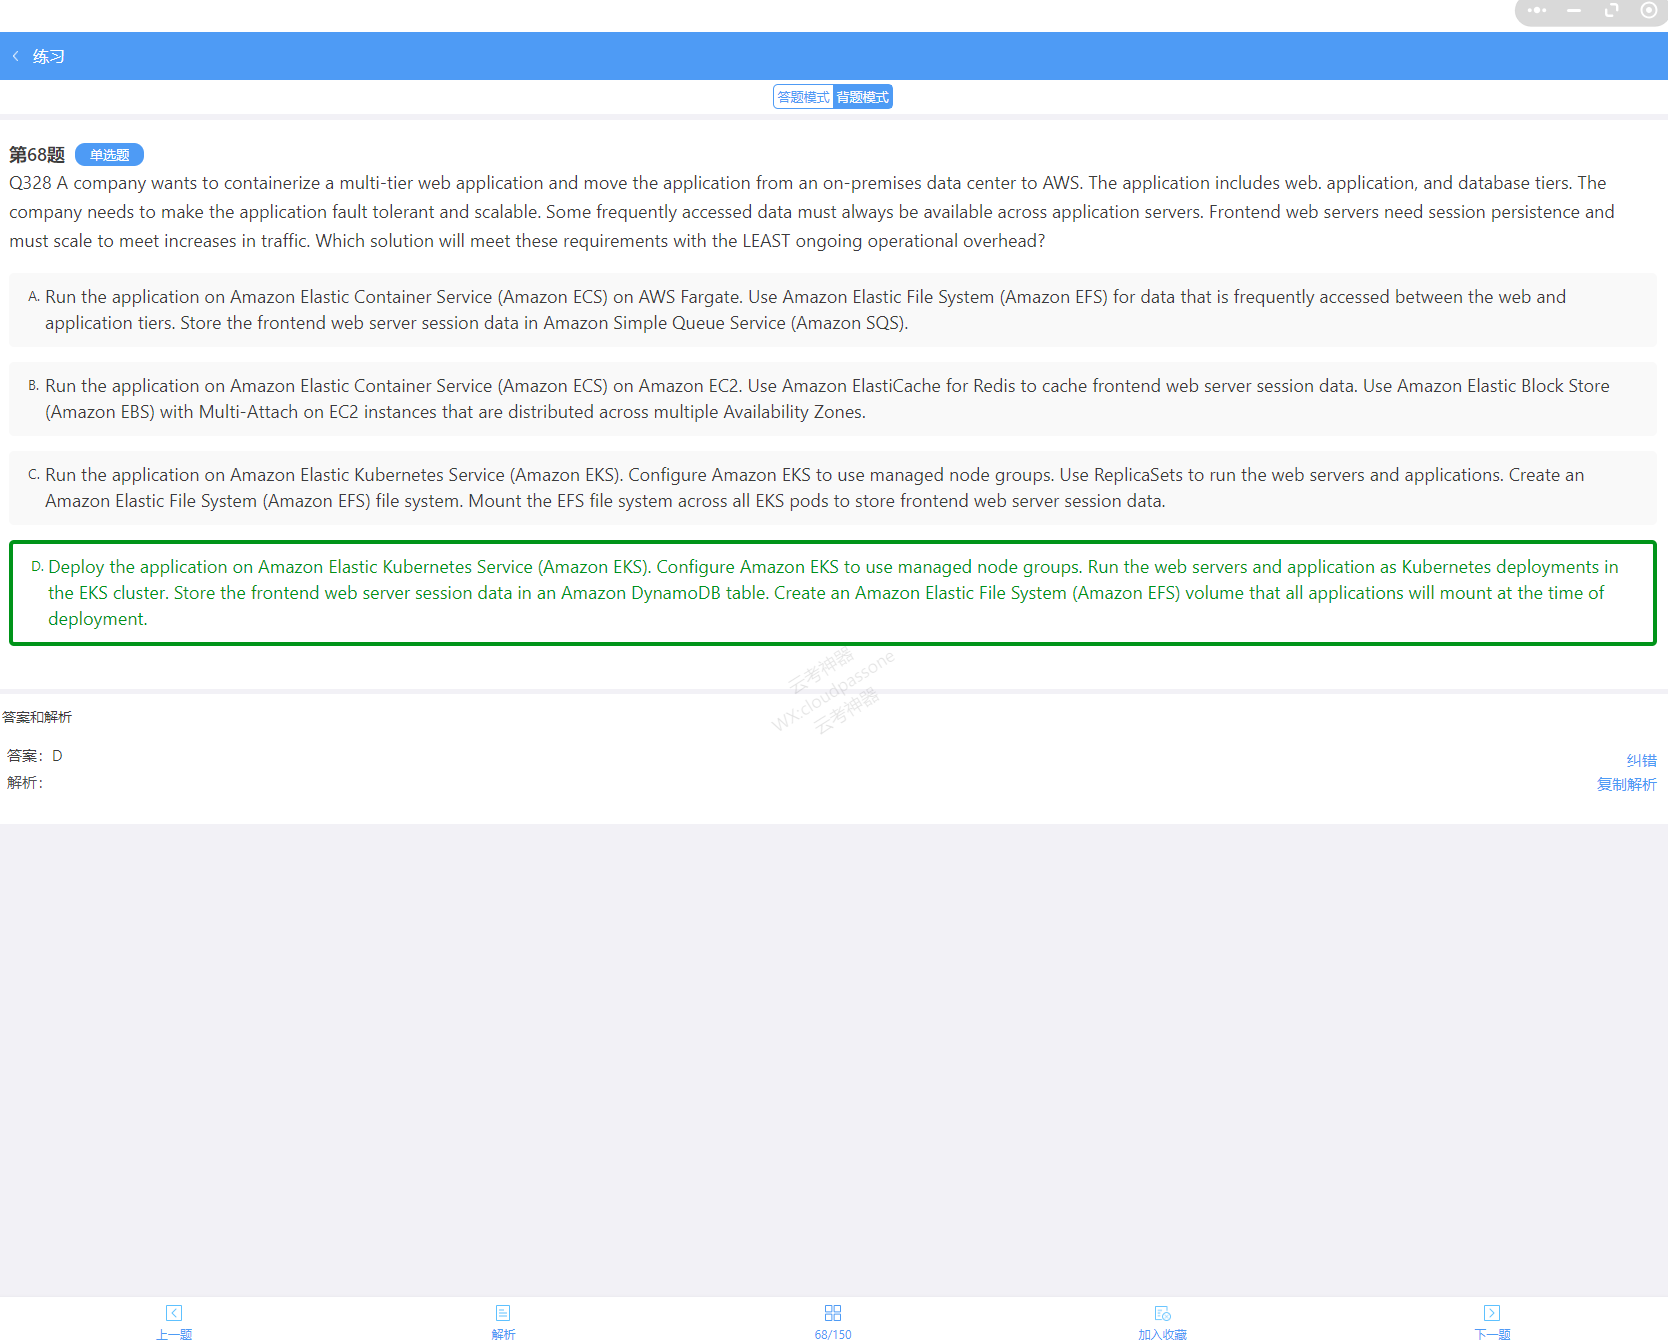 练习
答题模式 背题模式
第68题 单选题
Q328 A company wants to containerize a multi-tier web application and move the application from an on-premises data center to AWS. The application includes web. application, and database tiers. The
company needs to make the application fault tolerant and scalable. Some frequently accessed data must always be available across application servers. Frontend web servers need session persistence and
must scale to meet increases in traffic. Which solution will meet these requirements with the LEAST ongoing operational overhead?
A. Run the application on Amazon Elastic Container Service (Amazon ECS) on AWS Fargate. Use Amazon Elastic File System (Amazon EFS) for data that is frequently accessed between the web and
application tiers. Store the frontend web server session data in Amazon Simple Queue Service (Amazon SQS).
B. Run the application on Amazon Elastic Container Service (Amazon ECS) on Amazon EC2. Use Amazon ElastiCache for Redis to cache frontend web server session data. Use Amazon Elastic Block Store
(Amazon EBS) with Multi-Attach on EC2 instances that are distributed across multiple Availability Zones.
C. Run the application on Amazon Elastic Kubernetes Service (Amazon EKS). Configure Amazon EKS to use managed node groups. Use ReplicaSets to run the web servers and applications. Create an
Amazon Elastic File System (Amazon EFS) file system. Mount the EFS file system across all EKS pods to store frontend web server session data.
D. Deploy the application on Amazon Elastic Kubernetes Service (Amazon EKS). Configure Amazon EKS to use managed node groups. Run the web servers and application as Kubernetes deployments in
the EKS cluster. Store the frontend web server session data in an Amazon DynamoDB table. Create an Amazon Elastic File System (Amazon EFS) volume that all applications will mount at the time of
deployment.
云考神器
WX:cloudpassone
云考神器
答案和解析
答案：D
纠错
解析：
复制解析
上一题 解析 68/150 加入收藏 下一题